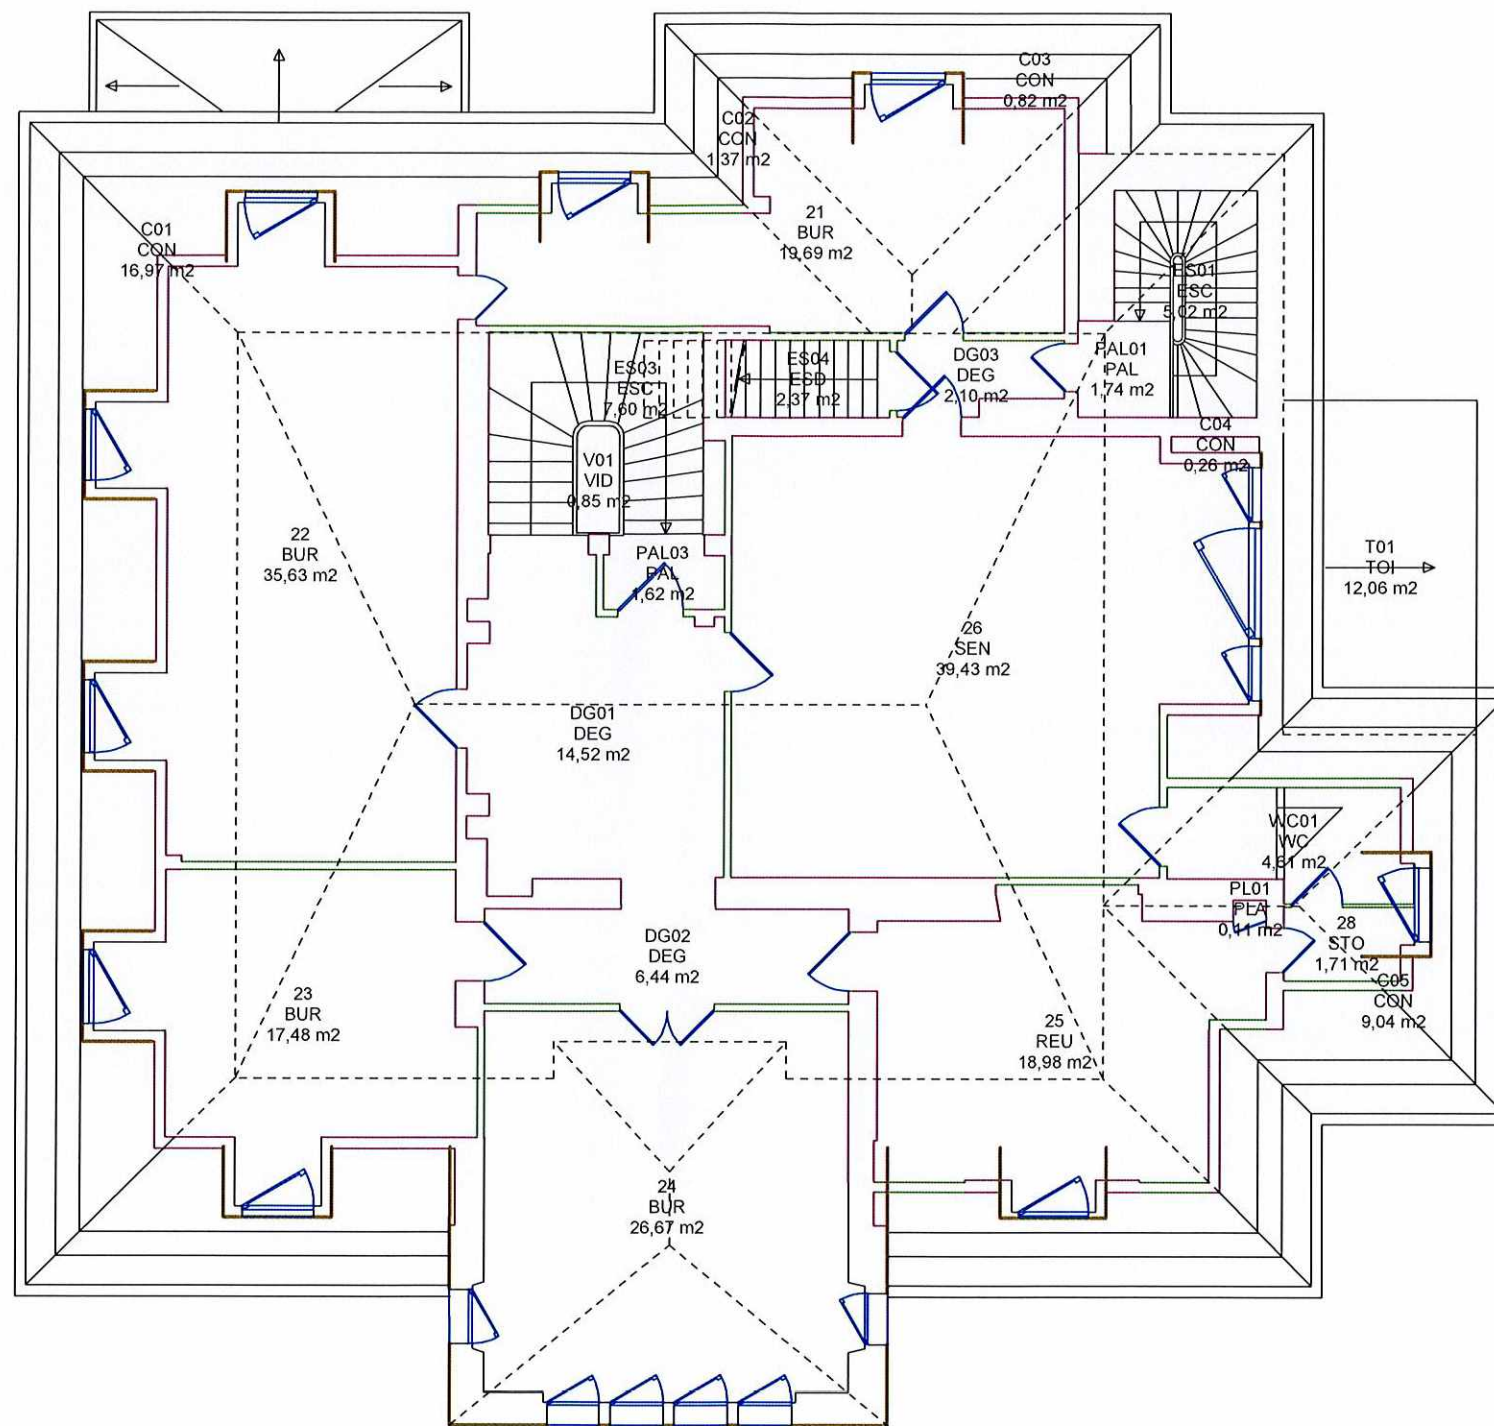 C03
CON
0,82 m2
C02
CON
1,37 m2
21
BUR
19,69 m2
C01
CON
16,97 m2
ES01
ESC
5,02 m2
ES03
ESC
7,60 m2
ES04
ESD
2,37 m2
DG03
DEG
2,10 m2
PAL01
PAL
1,74 m2
C04
CON
0,26 m2
V01
VID
0,85 m2
22
BUR
35,63 m2
PAL03
PAL
1,62 m2
T01
TOI
12,06 m2
26
SEN
39,43 m2
DG01
DEG
14,52 m2
WC01
WC
4,61 m2
PL01
PLA
0,11 m2
28
STO
1,71 m2
DG02
DEG
6,44 m2
C05
CON
9,04 m2
23
BUR
17,48 m2
25
REU
18,98 m2
24
BUR
26,67 m2